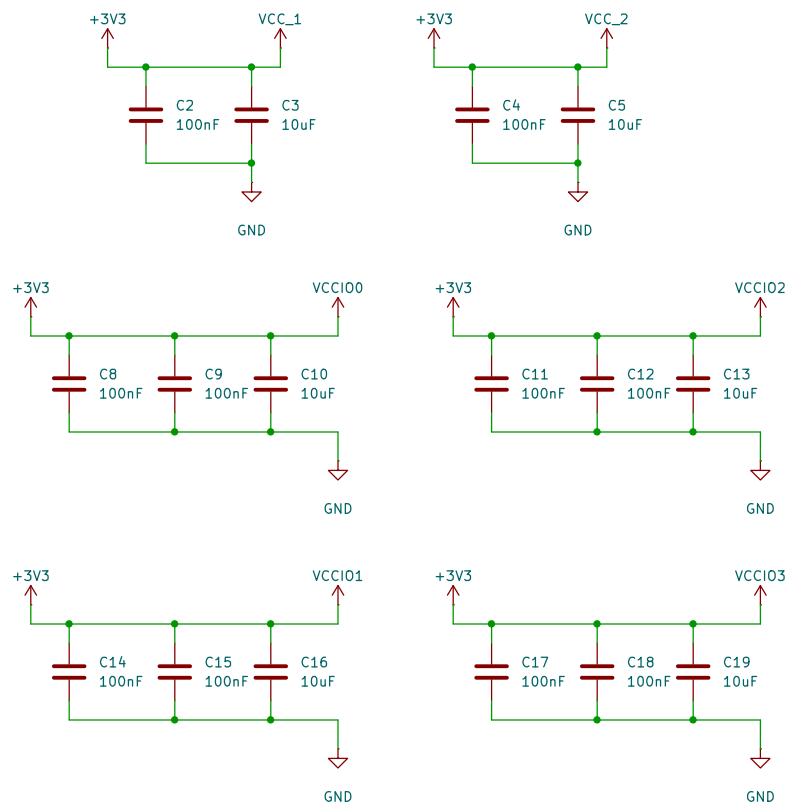 +3V3 VCC_1
C2 C3
100nF 10uF
GND
+3V3 VCC_2
C4 C5
100nF 10uF
GND
+3V3 VCCIO0
C8 C9 C10
100nF 100nF 10uF
GND
+3V3 VCCIO2
C11 C12 C13
100nF 100nF 10uF
GND
+3V3 VCCIO1
C14 C15 C16
100nF 100nF 10uF
GND
+3V3 VCCIO3
C17 C18 C19
100nF 100nF 10uF
GND